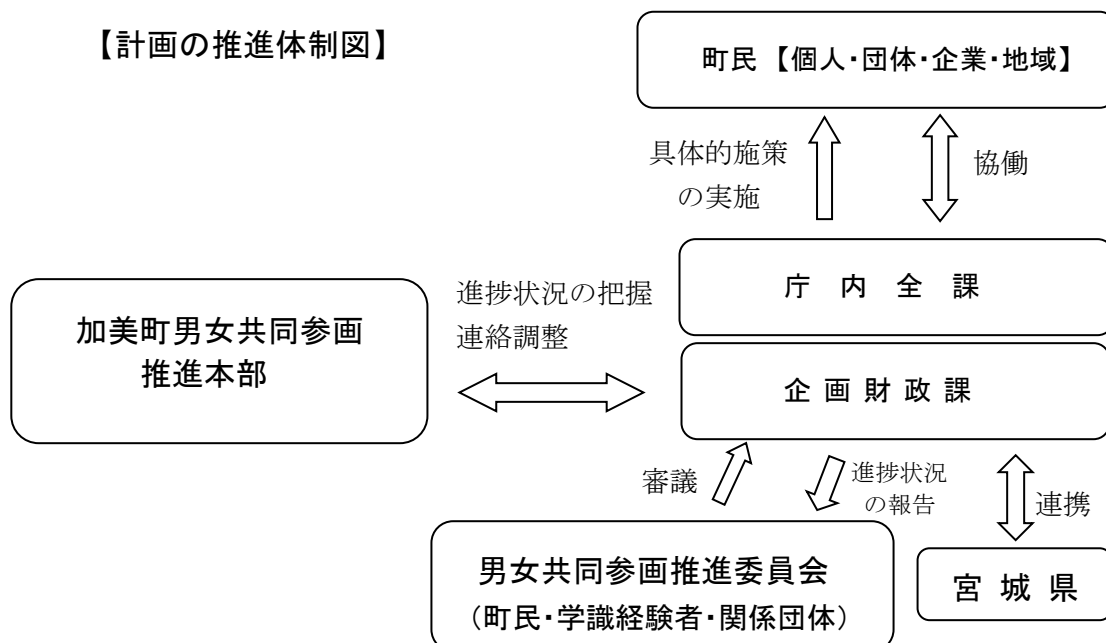 【計画の推進体制図】
町民 【個人・団体・企業・地域】
具体的施策
の実施
協働
庁 内 全 課
進捗状況の把握
連絡調整
加美町男女共同参画
推進本部
企 画 財 政 課
審議
進捗状況
の報告
連携
男女共同参画推進委員会
（町民・学識経験者・関係団体）
宮 城 県